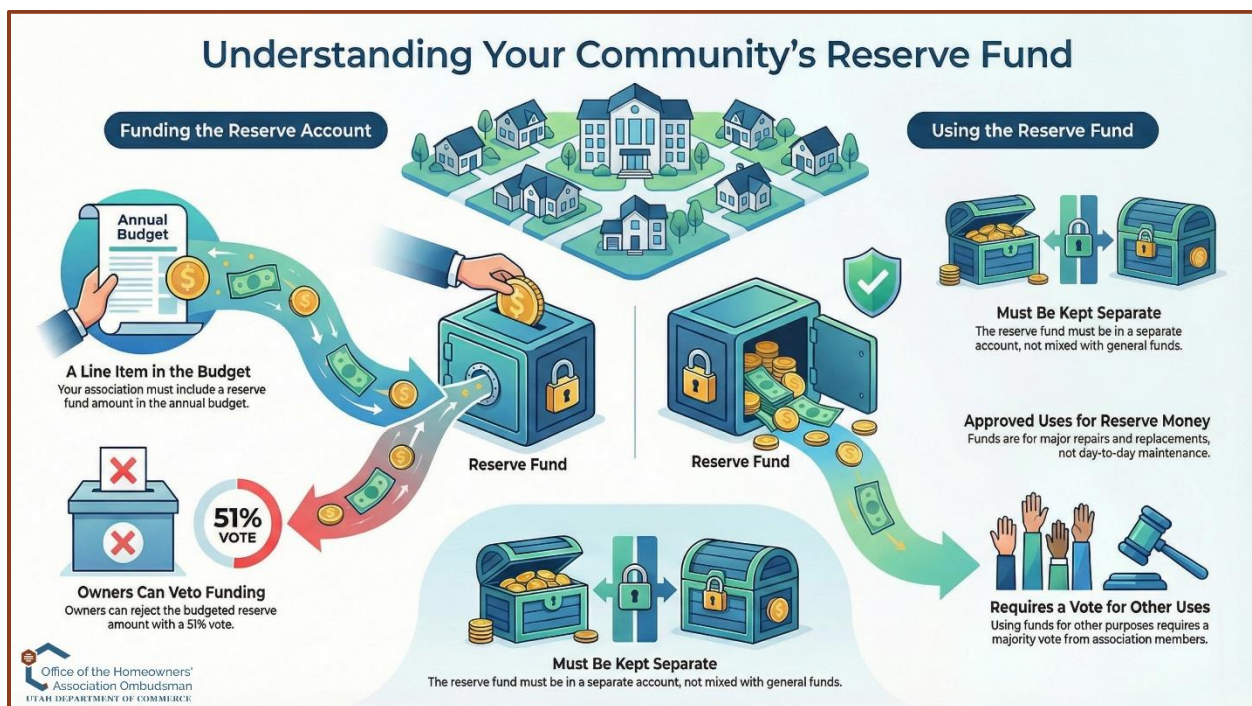 Understanding Your Community's Reserve Fund
Funding the Reserve Account
Annual
Budget
A Line Item in the Budget
Your association must include a reserve
fund amount in the annual budget.
51%
VOTE
Owners Can Veto Funding
Owners can reject the budgeted reserve
amount with a 51% vote.
Reserve Fund
Reserve Fund
Must Be Kept Separate
The reserve fund must be in a separate account, not mixed with general funds.
Using the Reserve Fund
Must Be Kept Separate
The reserve fund must be in a separate
account, not mixed with general funds.
Approved Uses for Reserve Money
Funds are for major repairs and replacements,
not day-to-day maintenance.
Requires a Vote for Other Uses
Using funds for other purposes requires a
majority vote from association members.
Office of the Homeowners'
Association Ombudsman
UTAH DEPARTMENT OF COMMERCE